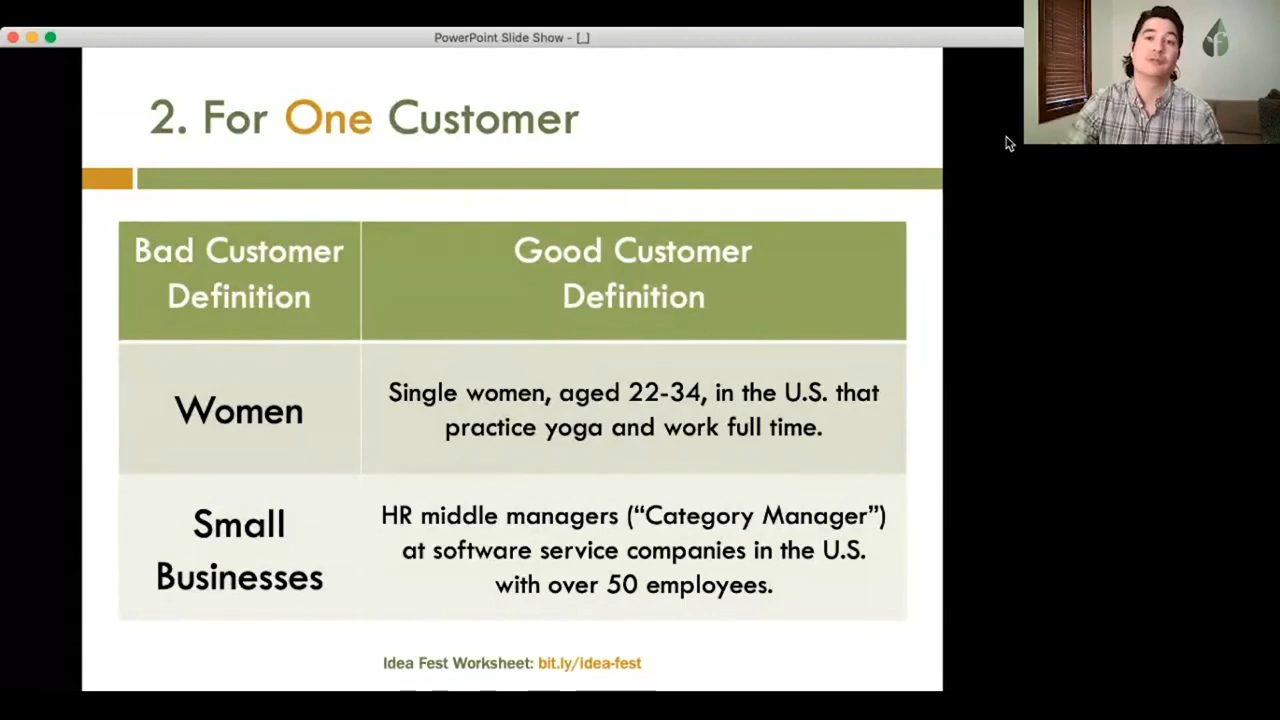 PowerPoint Slide Show - [_]
2. For One Customer
Bad Customer
Definition
Good Customer
Definition
Women
Single women, aged 22-34, in the U.S. that
practice yoga and work full time.
Small
Businesses
HR middle managers (“Category Manager”)
at software service companies in the U.S.
with over 50 employees.
Idea Fest Worksheet: bit.ly/idea-fest
f